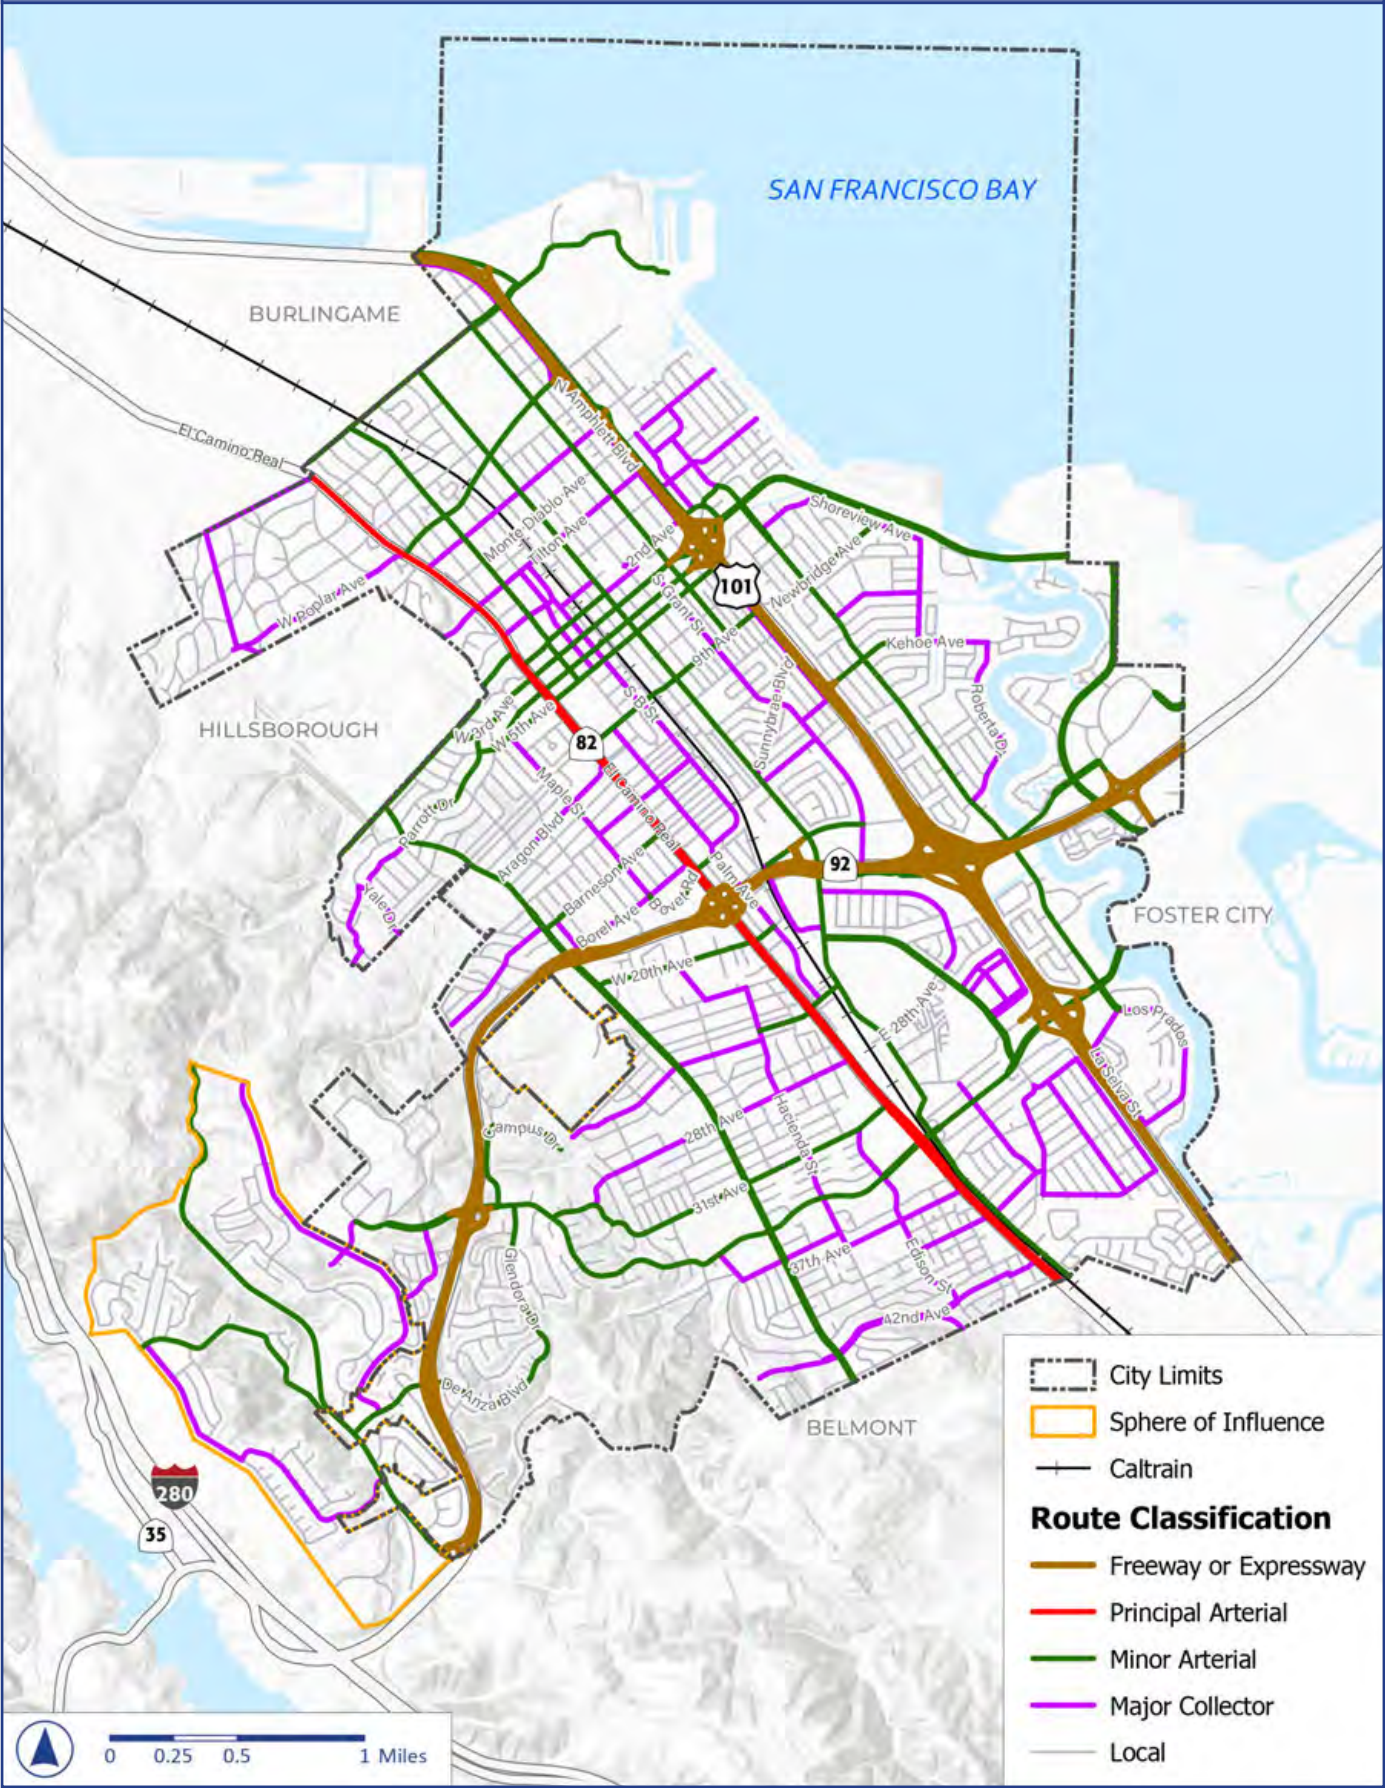 SAN FRANCISCO BAY
BURLINGAME
El Camino Real
N Amphlett Blvd
Monte Diablo Ave
Tilton Ave
2nd Ave
Shoreview Ave
Newbridge Ave
101
W Poplar Ave
S Grant St
9th Ave
Kehoe Ave
Sunnybrae Blvd
Roberta Dr
HILLSBOROUGH
W 3rd Ave
W 5th Ave
S B St
82
El Camino Real
Maple St
Parrott Dr
Aragon Blvd
Barneson Ave
Bovet Rd
Palm Ave
92
Yale Dr
Borel Ave
FOSTER CITY
W 20th Ave
E 28th Ave
Los Prados
La Selva St
Campus Dr
28th Ave
Hacienda St
31st Ave
37th Ave
Edison St
Glendora Dr
42nd Ave
De Anza Blvd
BELMONT
280
35
City Limits
Sphere of Influence
Caltrain
Route Classification
Freeway or Expressway
Principal Arterial
Minor Arterial
Major Collector
Local
0 0.25 0.5 1 Miles